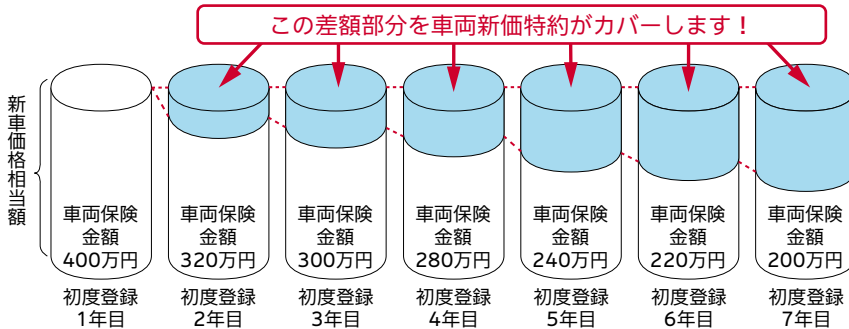 この差額部分を車両新価特約がカバーします！
新車価格相当額
車両保険
金額
400万円
初度登録
1年目
車両保険
金額
320万円
初度登録
2年目
車両保険
金額
300万円
初度登録
3年目
車両保険
金額
280万円
初度登録
4年目
車両保険
金額
240万円
初度登録
5年目
車両保険
金額
220万円
初度登録
6年目
車両保険
金額
200万円
初度登録
7年目